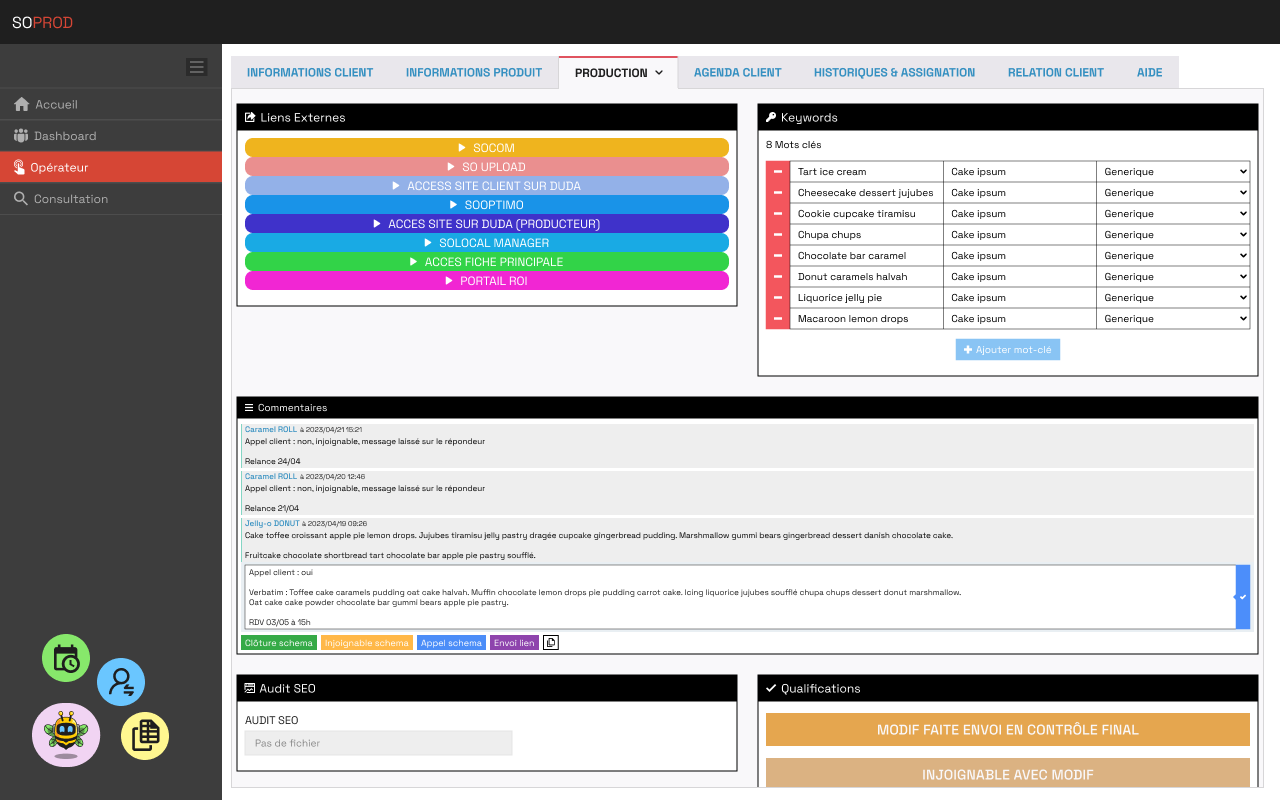 SOPROD
Accueil
Dashboard
Opérateur
Consultation
INFORMATIONS CLIENT
INFORMATIONS PRODUIT
PRODUCTION
AGENDA CLIENT
HISTORIQUES & ASSIGNATION
RELATION CLIENT
AIDE
Liens Externes
SOCOM
SO UPLOAD
ACCESS SITE CLIENT SUR DUDA
SOOPTIMO
ACCES SITE SUR DUDA (PRODUCTEUR)
SOLOCAL MANAGER
ACCES FICHE PRINCIPALE
PORTAIL ROI
Keywords
8 Mots clés
Tart ice cream Cake ipsum Generique
Cheesecake dessert jujubes Cake ipsum Generique
Cookie cupcake tiramisu Cake ipsum Generique
Chupa chups Cake ipsum Generique
Chocolate bar caramel Cake ipsum Generique
Donut caramels halvah Cake ipsum Generique
Liquorice jelly pie Cake ipsum Generique
Macaroon lemon drops Cake ipsum Generique
Ajouter mot-clé
Commentaires
Caramel ROLL à 2023/04/21 15:21
Appel client : non, injoignable, message laissé sur le répondeur
Relance 24/04
Caramel ROLL à 2023/04/20 12:46
Appel client : non, injoignable, message laissé sur le répondeur
Relance 21/04
Jelly-o DONUT à 2023/04/19 09:26
Cake toffee croissant apple pie lemon drops. Jujubes tiramisu jelly pastry dragée cupcake gingerbread pudding. Marshmallow gummi bears gingerbread dessert danish chocolate cake.
Fruitcake chocolate shortbread tart chocolate bar apple pie pastry soufflé.
Appel client : oui
Verbatim : Toffee cake caramels pudding oat cake halvah. Muffin chocolate lemon drops pie pudding carrot cake. Icing liquorice jujubes soufflé chupa chups dessert donut marshmallow.
Oat cake cake powder chocolate bar gummi bears apple pie pastry.
RDV 03/05 à 15h
Clôture schema
Injoignable schema
Appel schema
Envoi lien
Audit SEO
AUDIT SEO
Pas de fichier
Qualifications
MODIF FAITE ENVOI EN CONTRÔLE FINAL
INJOIGNABLE AVEC MODIF